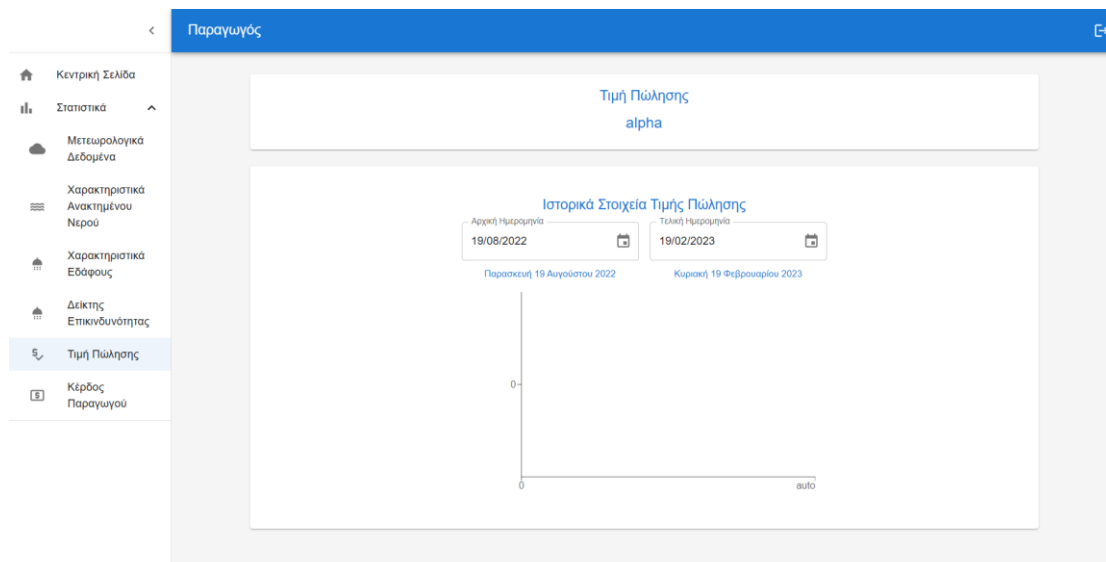 Παραγωγός
Κεντρική Σελίδα
Στατιστικά
Μετεωρολογικά
Δεδομένα
Χαρακτηριστικά
Ανακτημένου
Νερού
Χαρακτηριστικά
Εδάφους
Δείκτης
Επικινδυνότητας
Τιμή Πώλησης
Κέρδος
Παραγωγού
Τιμή Πώλησης
alpha
Ιστορικά Στοιχεία Τιμής Πώλησης
Αρχική Ημερομηνία Τελική Ημερομηνία
19/08/2022 19/02/2023
Παρασκευή 19 Αυγούστου 2022 Κυριακή 19 Φεβρουαρίου 2023
0
0 auto